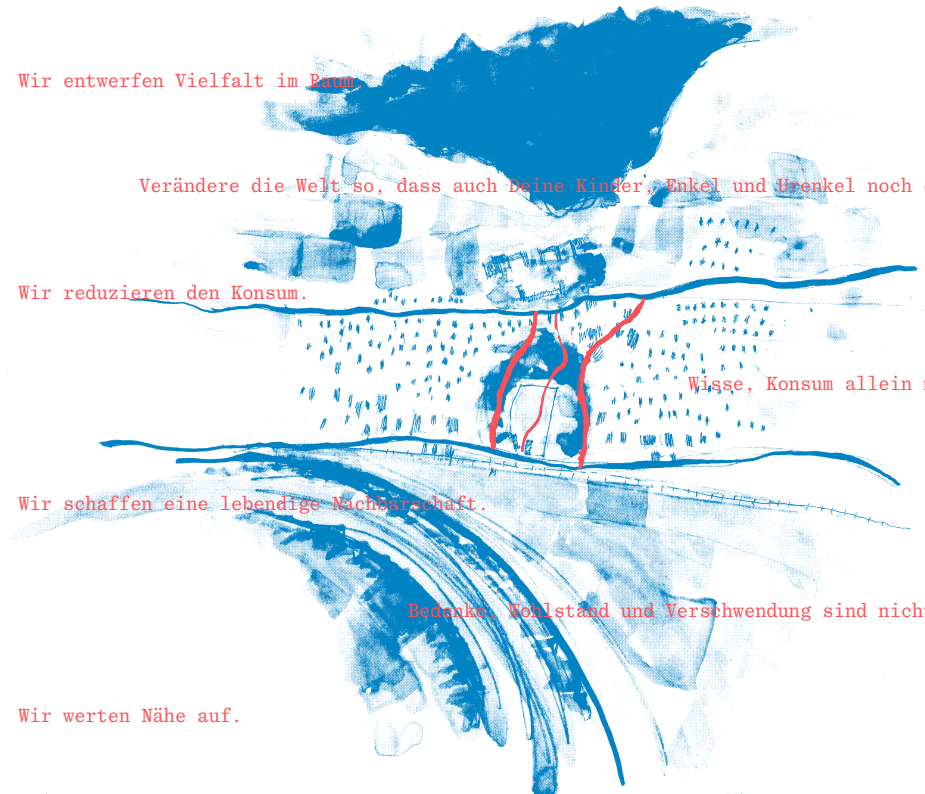 Wir entwerfen Vielfalt im Raum.
Verändere die Welt so, dass auch Deine Kinder, Enkel und Urenkel noch
Wir reduzieren den Konsum.
Wisse, Konsum allein
Wir schaffen eine lebendige Nachbarschaft.
Bedenke, Wohlstand und Verschwendung sind nich
Wir werten Nähe auf.